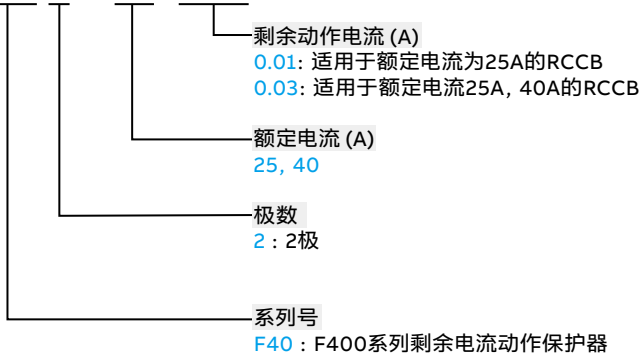 剩余动作电流 (A)
0.01: 适用于额定电流为25A的RCCB
0.03: 适用于额定电流25A, 40A的RCCB
额定电流 (A)
25, 40
极数
2 : 2极
系列号
F40 : F400系列剩余电流动作保护器